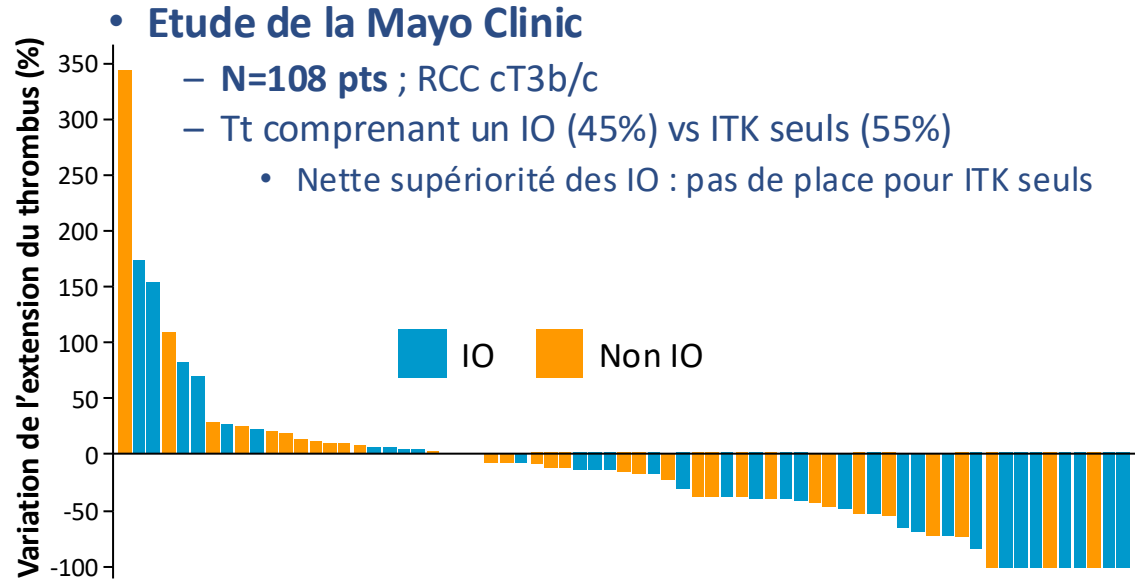 • Etude de la Mayo Clinic
– N=108 pts ; RCC cT3b/c
– Tt comprenant un IO (45%) vs ITK seuls (55%)
• Nette supériorité des IO : pas de place pour ITK seuls
Variation de l’extension du thrombus (%)
350
300
250
200
150
100
50
0
-50
-100
IO
Non IO